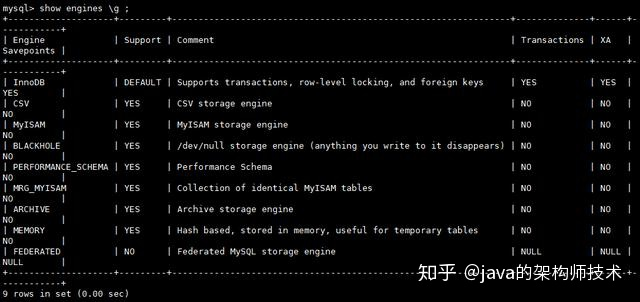 mysql> show engines \g ;
+--------------------+---------+----------------------------------------------------------------+--------------+------+-
-----------+
| Engine             | Support | Comment                                                        | Transactions | XA   |
Savepoints |
+--------------------+---------+----------------------------------------------------------------+--------------+------+-
-----------+
| InnoDB             | DEFAULT | Supports transactions, row-level locking, and foreign keys     | YES          | YES  |
YES        |
| CSV                | YES     | CSV storage engine                                             | NO           | NO   |
NO         |
| MyISAM             | YES     | MyISAM storage engine                                          | NO           | NO   |
NO         |
| BLACKHOLE          | YES     | /dev/null storage engine (anything you write to it disappears) | NO           | NO   |
NO         |
| PERFORMANCE_SCHEMA | YES     | Performance Schema                                             | NO           | NO   |
NO         |
| MRG_MYISAM         | YES     | Collection of identical MyISAM tables                          | NO           | NO   |
NO         |
| ARCHIVE            | YES     | Archive storage engine                                         | NO           | NO   |
NO         |
| MEMORY             | YES     | Hash based, stored in memory, useful for temporary tables      | NO           | NO   |
NO         |
| FEDERATED          | NO      | Federated MySQL storage engine                                 | NULL         | NULL |
NULL       |
+--------------------+---------+----------------------------------------------------------------+--------------+------+-
-----------+
9 rows in set (0.00 sec)
知乎 @java的架构师技术